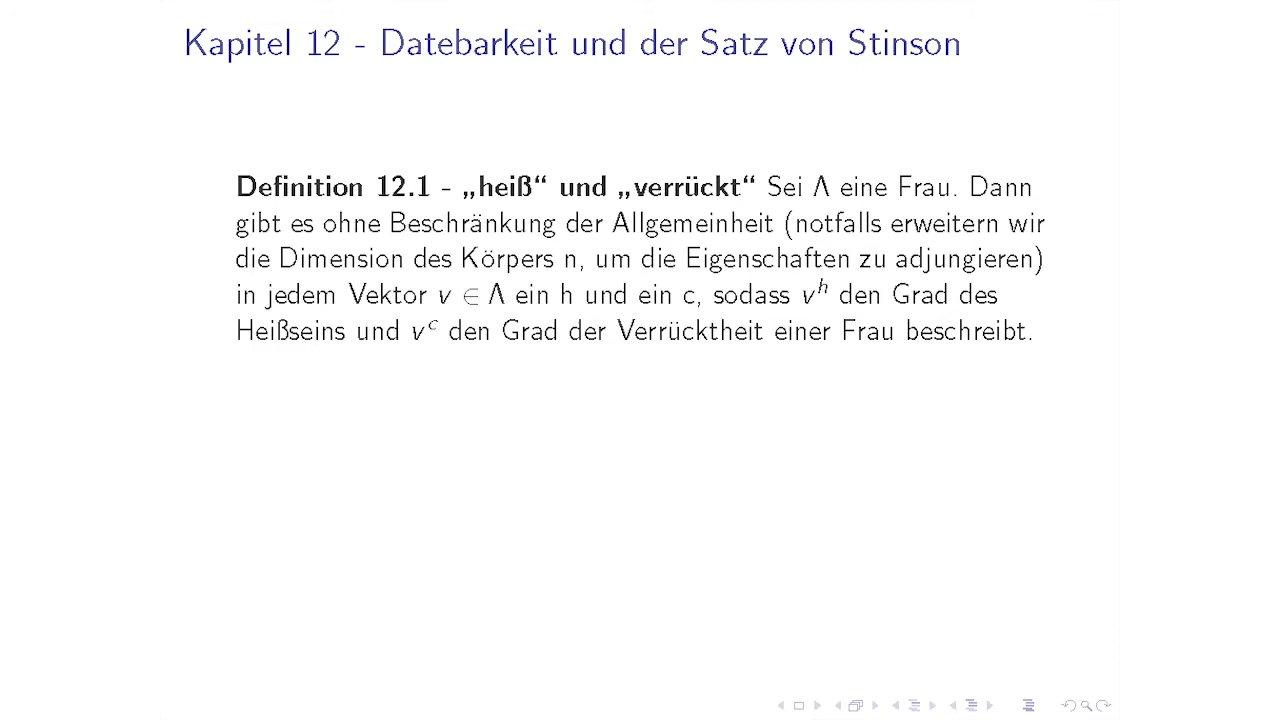 Kapitel 12 - Datebarkeit und der Satz von Stinson
Definition 12.1 - „heiß“ und „verrückt“ Sei Λ eine Frau. Dann
gibt es ohne Beschränkung der Allgemeinheit (notfalls erweitern wir
die Dimension des Körpers n, um die Eigenschaften zu adjungieren)
in jedem Vektor v ∈ Λ ein h und ein c, sodass vʰ den Grad des
Heißseins und vᶜ den Grad der Verrücktheit einer Frau beschreibt.